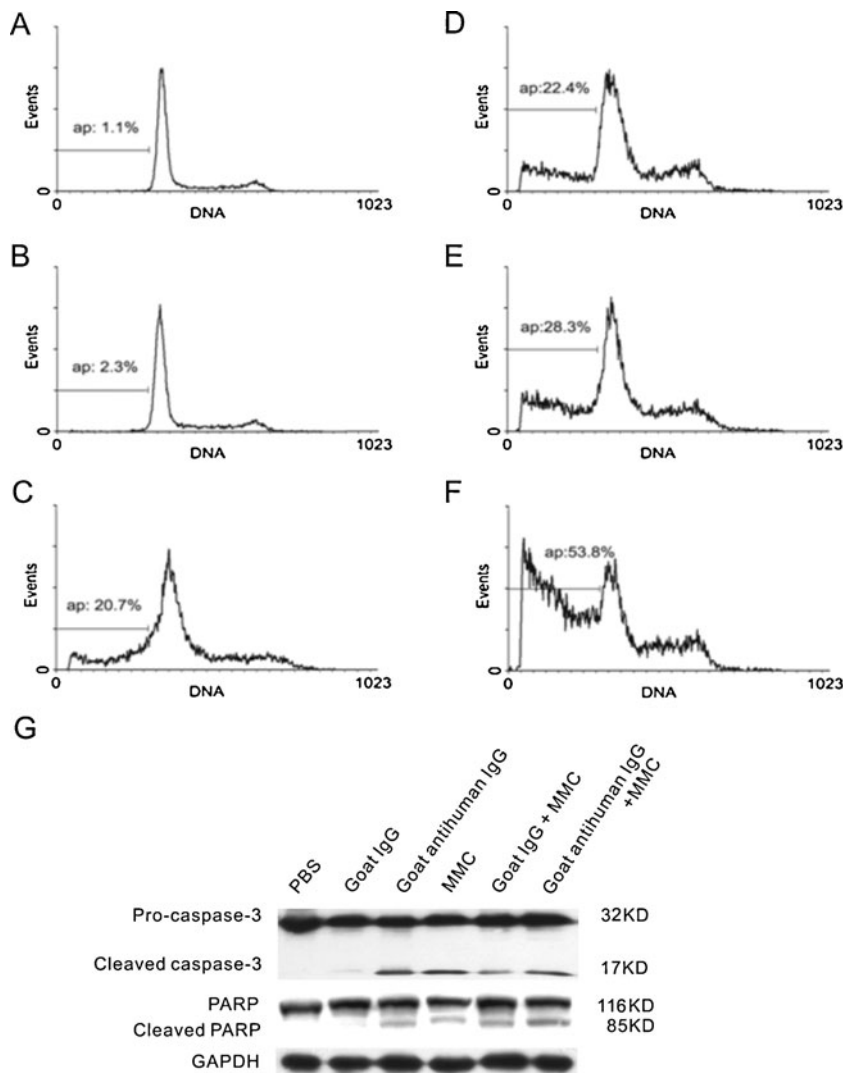 A
Events
ap: 1.1%
0
0
1023
DNA
B
Events
ap: 2.3%
0
0
1023
DNA
C
Events
ap: 20.7%
0
0
1023
DNA
D
Events
ap:22.4%
0
0
1023
DNA
E
Events
ap:28.3%
0
0
1023
DNA
F
Events
ap:53.8%
0
0
1023
DNA
G
PBS
Goat IgG
Goat antihuman IgG
MMC
Goat IgG + MMC
Goat antihuman IgG
+MMC
Pro-caspase-3 32KD
Cleaved caspase-3 17KD
PARP 116KD
Cleaved PARP 85KD
GAPDH